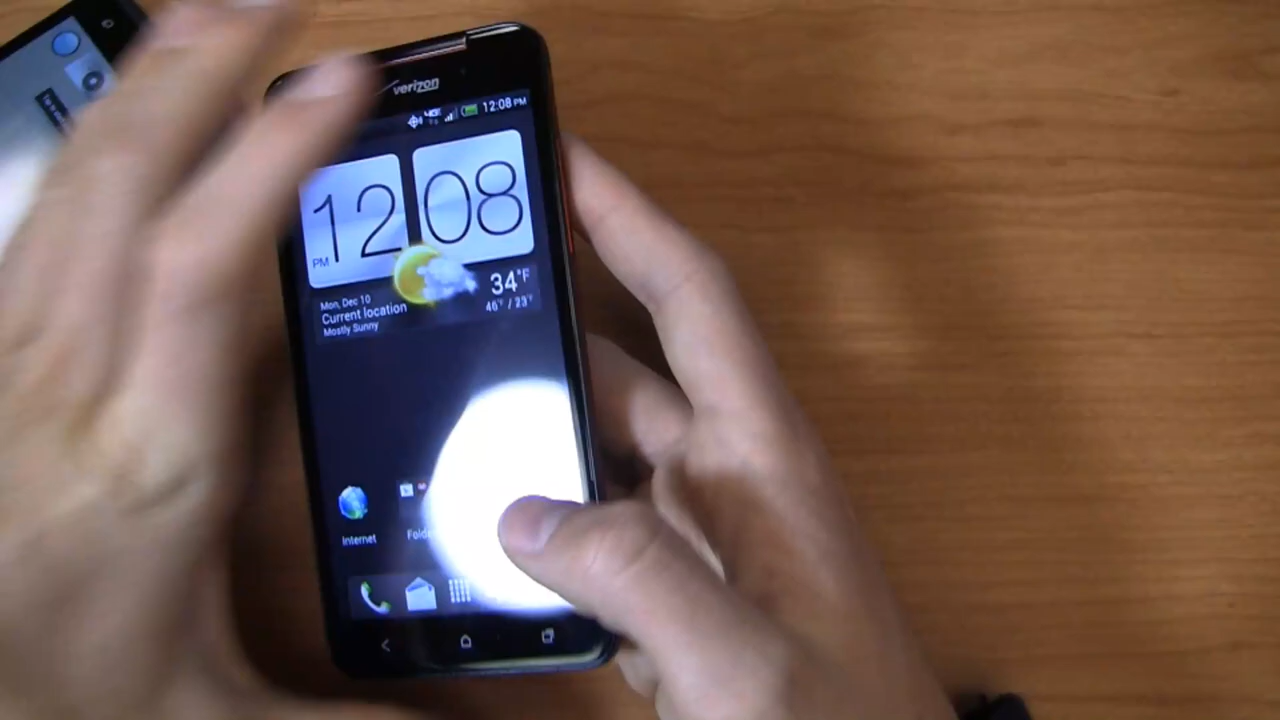 verizon
12:08 PM
12 08
PM
Mon, Dec 10
Current location
Mostly Sunny
34°F
46° / 23°
Internet